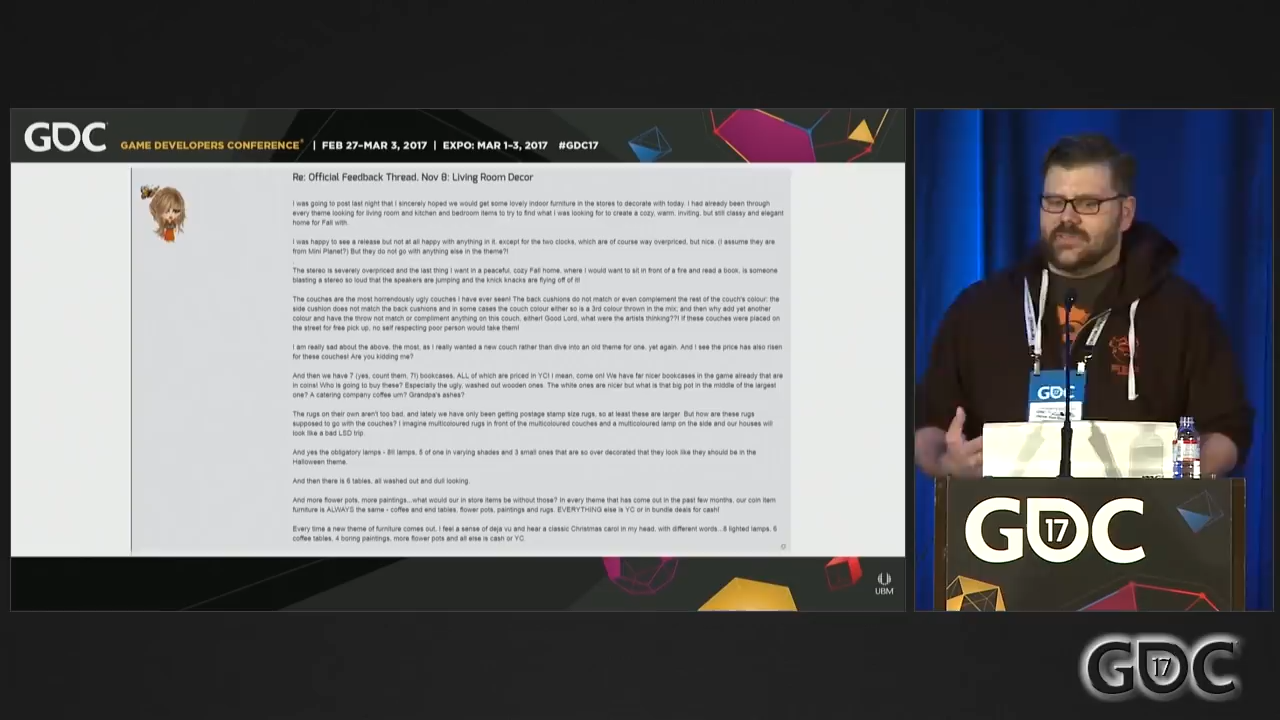 GDC GAME DEVELOPERS CONFERENCE® | FEB 27-MAR 3, 2017 | EXPO: MAR 1-3, 2017 #GDC17
Re: Official Feedback Thread. Nov 8: Living Room Decor
I was going to post last night that I sincerely hoped we would get some lovely indoor furniture in the stores to decorate with today. I had already been through
every theme looking for living room and kitchen and bedroom items to try to find what I was looking for to create a cozy, warm, inviting, but still classy and elegant
home for Fall with.
I was happy to see a release but not at all happy with anything in it, except for the two clocks, which are of course way overpriced, but nice. (I assume they are
from Mini Planet?) But they do not go with anything else in the theme?!
The stereo is severely overpriced and the last thing I want in a peaceful, cozy Fall home, where I would want to sit in front of a fire and read a book, is someone
blasting a stereo so loud that the speakers are jumping and the knick knacks are flying off of it!
The couches are the most horrendously ugly couches I have ever seen! The back cushions do not match or even complement the rest of the couch's colour; the
side cushion does not match the back cushions and in some cases the couch colour either so is a 3rd colour thrown in the mix; and then why add yet another
colour and have the throw not match or compliment anything on this couch, either! Good Lord, what were the artists thinking??! If these couches were placed on
the street for free pick up, no self respecting poor person would take them!
I am really sad about the above, the most, as I really wanted a new couch rather than dive into an old theme for one, yet again. And I see the price has also risen
for these couches! Are you kidding me?
And then we have 7 (yes, count them, 7!) bookcases, ALL of which are priced in YC! I mean, come on! We have far nicer bookcases in the game already that are
in coins! Who is going to buy these? Especially the ugly, washed out wooden ones. The white ones are nicer but what is that big pot in the middle of the largest
one? A catering company coffee urn? Grandpa's ashes?
The rugs on their own aren't too bad, and lately we have only been getting postage stamp size rugs, so at least these are larger. But how are these rugs
supposed to go with the couches? I imagine multicoloured rugs in front of the multicoloured couches and a multicoloured lamp on the side and our houses will
look like a bad LSD trip.
And yes the obligatory lamps - 8!! lamps, 5 of one in varying shades and 3 small ones that are so over decorated that they look like they should be in the
Halloween theme.
And then there is 6 tables, all washed out and dull looking.
And more flower pots, more paintings...what would our in store items be without those? In every theme that has come out in the past few months, our coin item
furniture is ALWAYS the same - coffee and end tables, flower pots, paintings and rugs. EVERYTHING else is YC or in bundle deals for cash!
Every time a new theme of furniture comes out, I feel a sense of deja vu and hear a classic Christmas carol in my head, with different words...8 lighted lamps, 6
coffee tables, 4 boring paintings, more flower pots and all else is cash or YC.
UBM
GDC
GDC 17
GDC 17